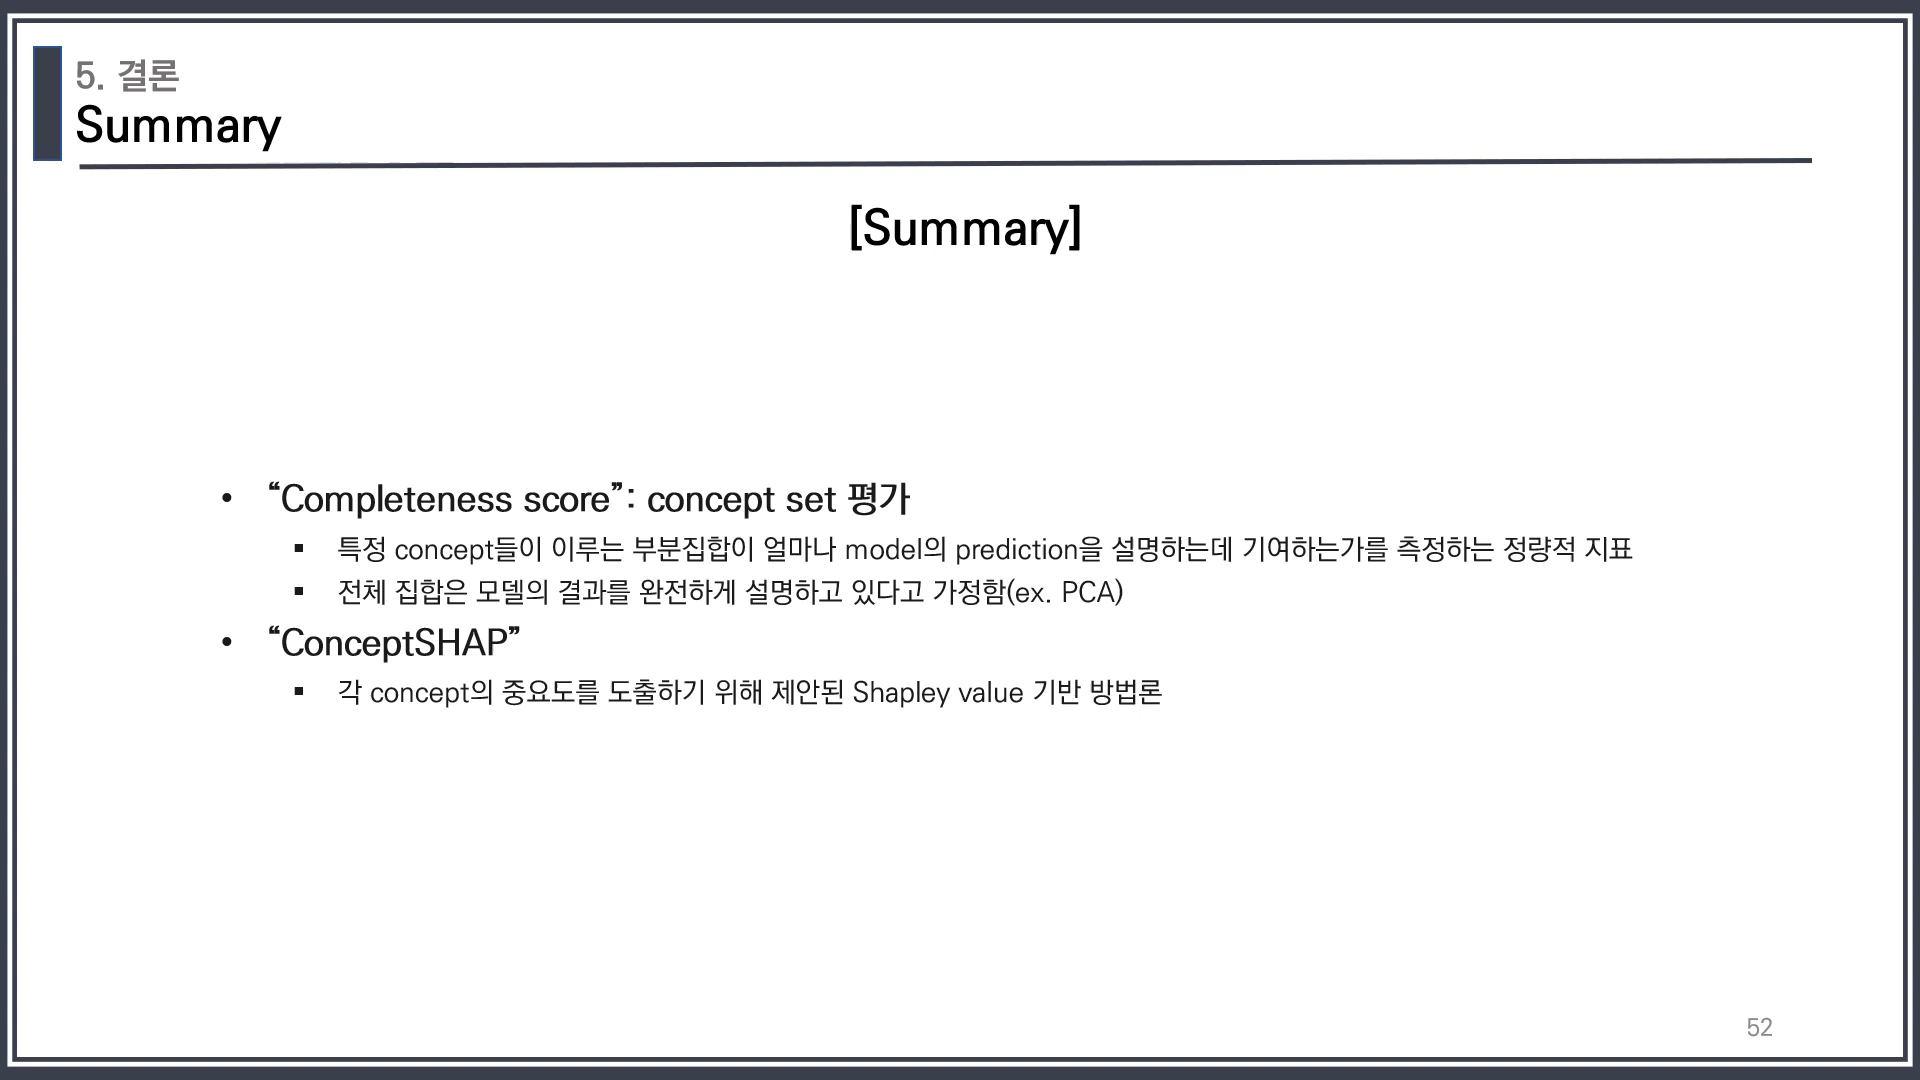 5. 결론
Summary
[Summary]
• “Completeness score”: concept set 평가
▪ 특정 concept들이 이루는 부분집합이 얼마나 model의 prediction을 설명하는데 기여하는가를 측정하는 정량적 지표
▪ 전체 집합은 모델의 결과를 완전하게 설명하고 있다고 가정함(ex. PCA)
• “ConceptSHAP”
▪ 각 concept의 중요도를 도출하기 위해 제안된 Shapley value 기반 방법론
52